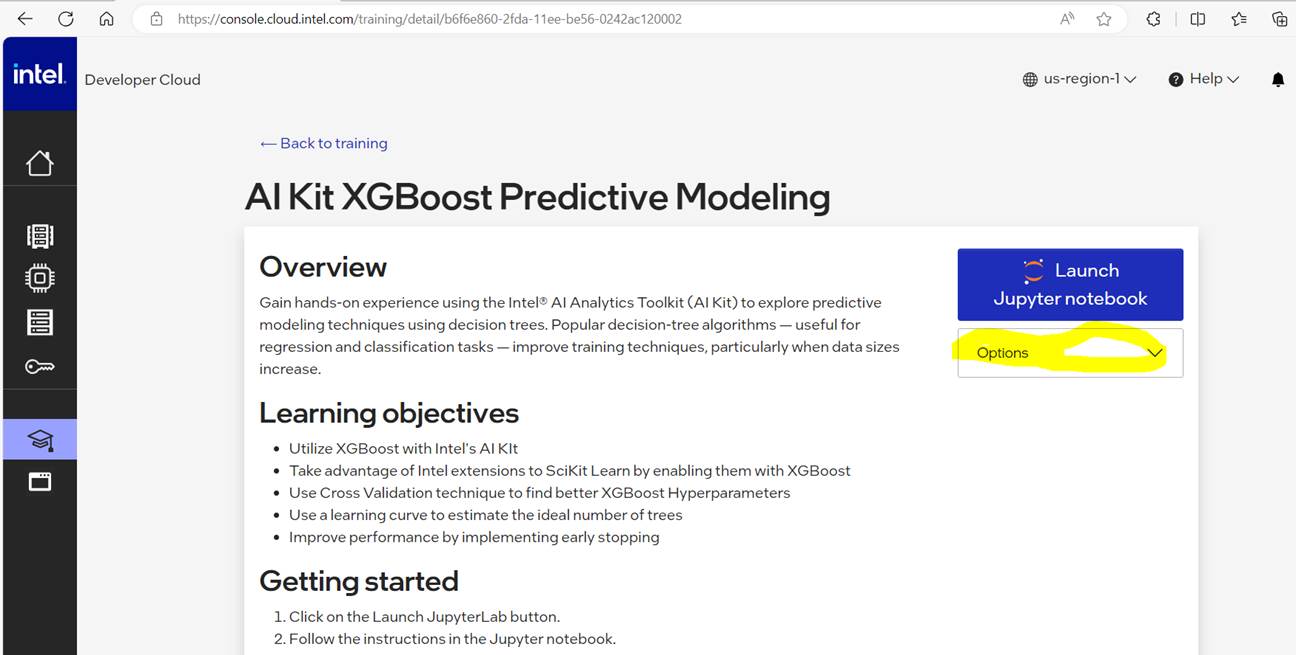 https://console.cloud.intel.com/training/detail/b6f6e860-2fda-11ee-be56-0242ac120002
intel.
Developer Cloud
us-region-1
Help
← Back to training
AI Kit XGBoost Predictive Modeling
Overview
Gain hands-on experience using the Intel® AI Analytics Toolkit (AI Kit) to explore predictive
modeling techniques using decision trees. Popular decision-tree algorithms — useful for
regression and classification tasks — improve training techniques, particularly when data sizes
increase.
Launch
Jupyter notebook
Options
Learning objectives
• Utilize XGBoost with Intel's AI KIt
• Take advantage of Intel extensions to SciKit Learn by enabling them with XGBoost
• Use Cross Validation technique to find better XGBoost Hyperparameters
• Use a learning curve to estimate the ideal number of trees
• Improve performance by implementing early stopping
Getting started
1. Click on the Launch JupyterLab button.
2. Follow the instructions in the Jupyter notebook.